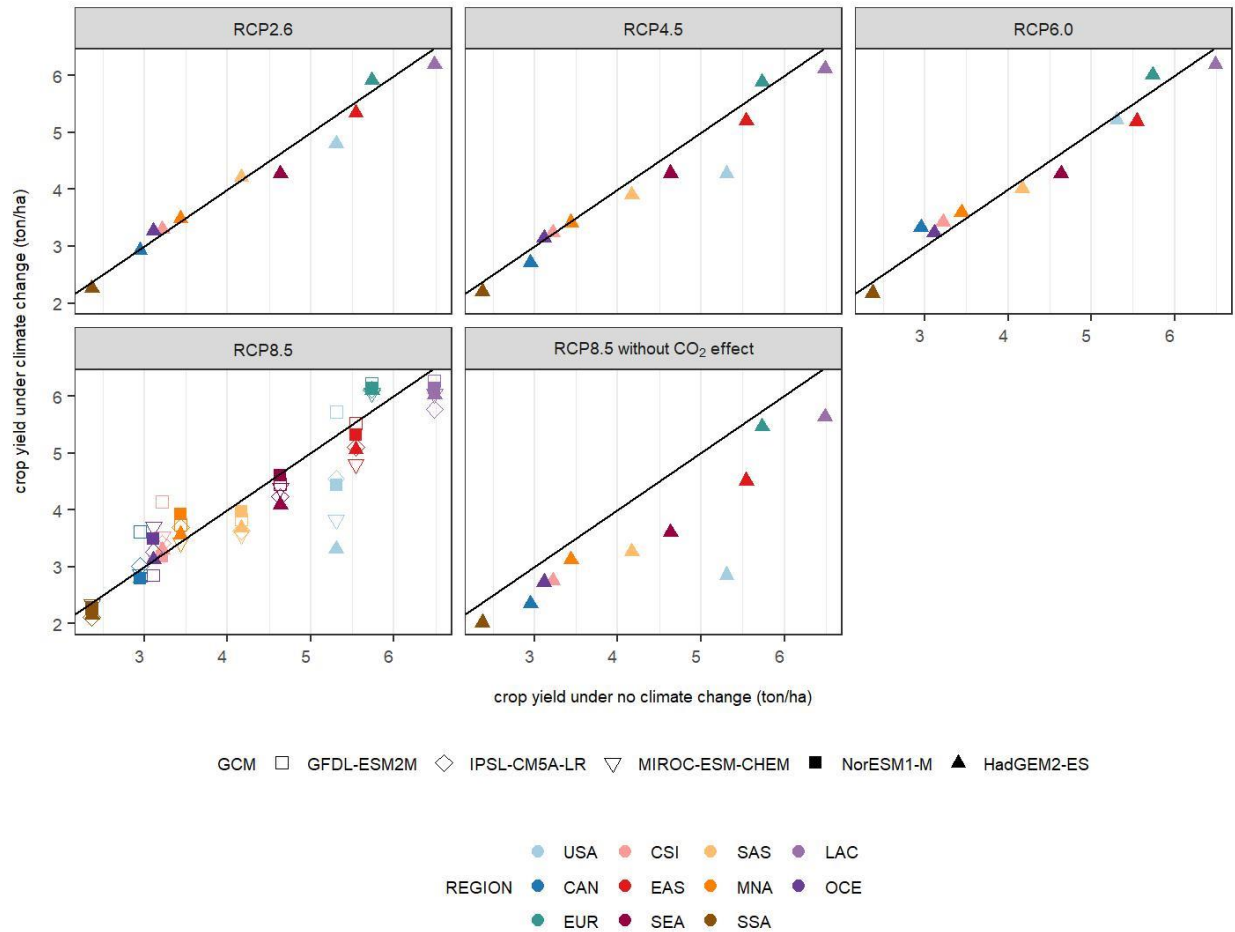 RCP2.6 RCP4.5 RCP6.0
6
5
4
3
2
3 4 5 6
RCP8.5 RCP8.5 without CO₂ effect
6
5
4
3
2
3 4 5 6 3 4 5 6
crop yield under climate change (ton/ha)
crop yield under no climate change (ton/ha)
GCM GFDL-ESM2M IPSL-CM5A-LR MIROC-ESM-CHEM NorESM1-M HadGEM2-ES
USA CSI SAS LAC
REGION CAN EAS MNA OCE
EUR SEA SSA